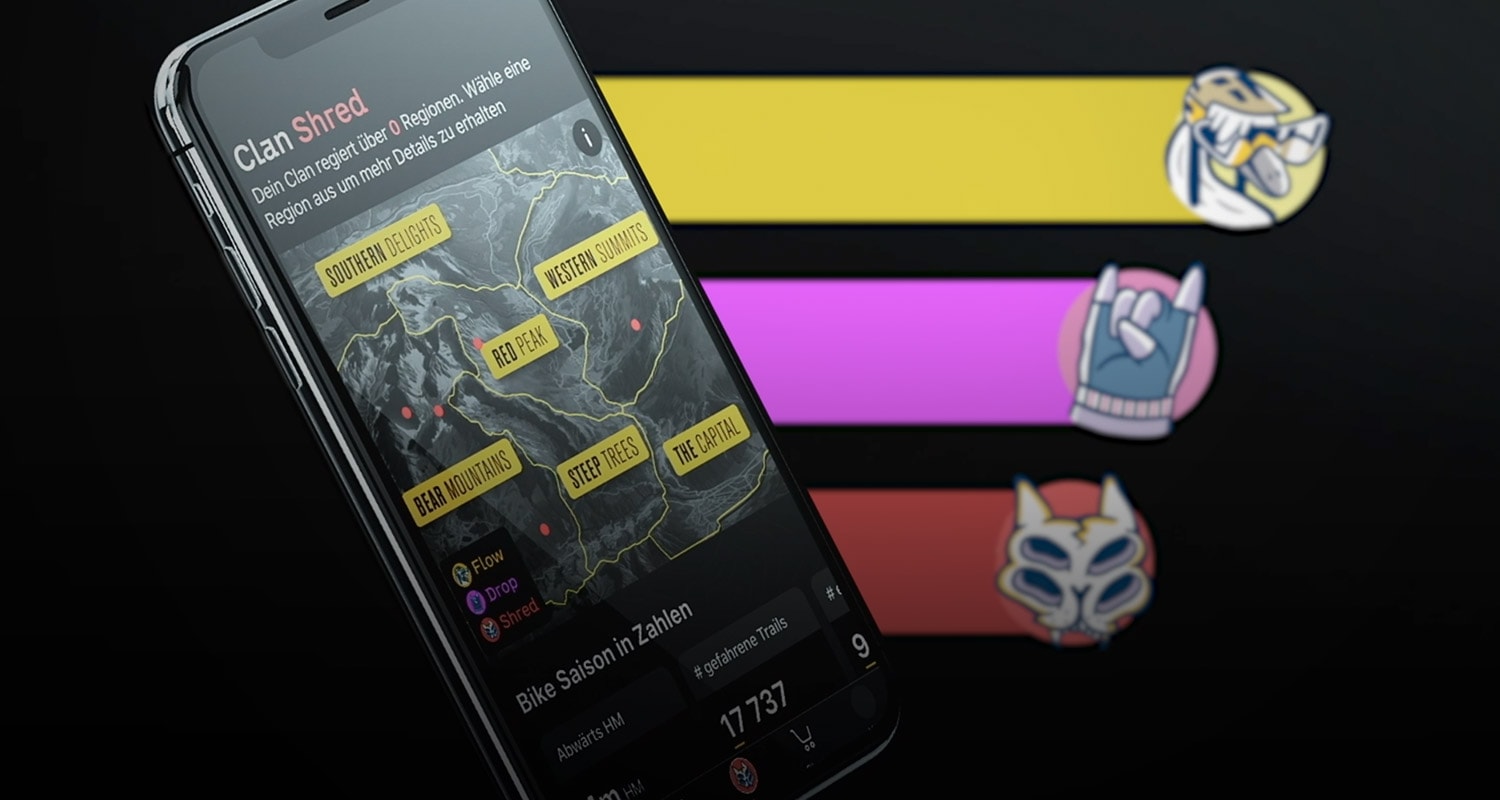 Clan Shred
Dein Clan regiert über 0 Regionen. Wähle eine
Region aus um mehr Details zu erhalten
i
SOUTHERN DELIGHTS
WESTERN SUMMITS
RED PEAK
THE CAPITAL
STEEP TREES
BEAR MOUNTAINS
Flow
Drop
Shred
Bike Saison in Zahlen
Abwärts HM
# gefahrene Trails
17 737
9
HM